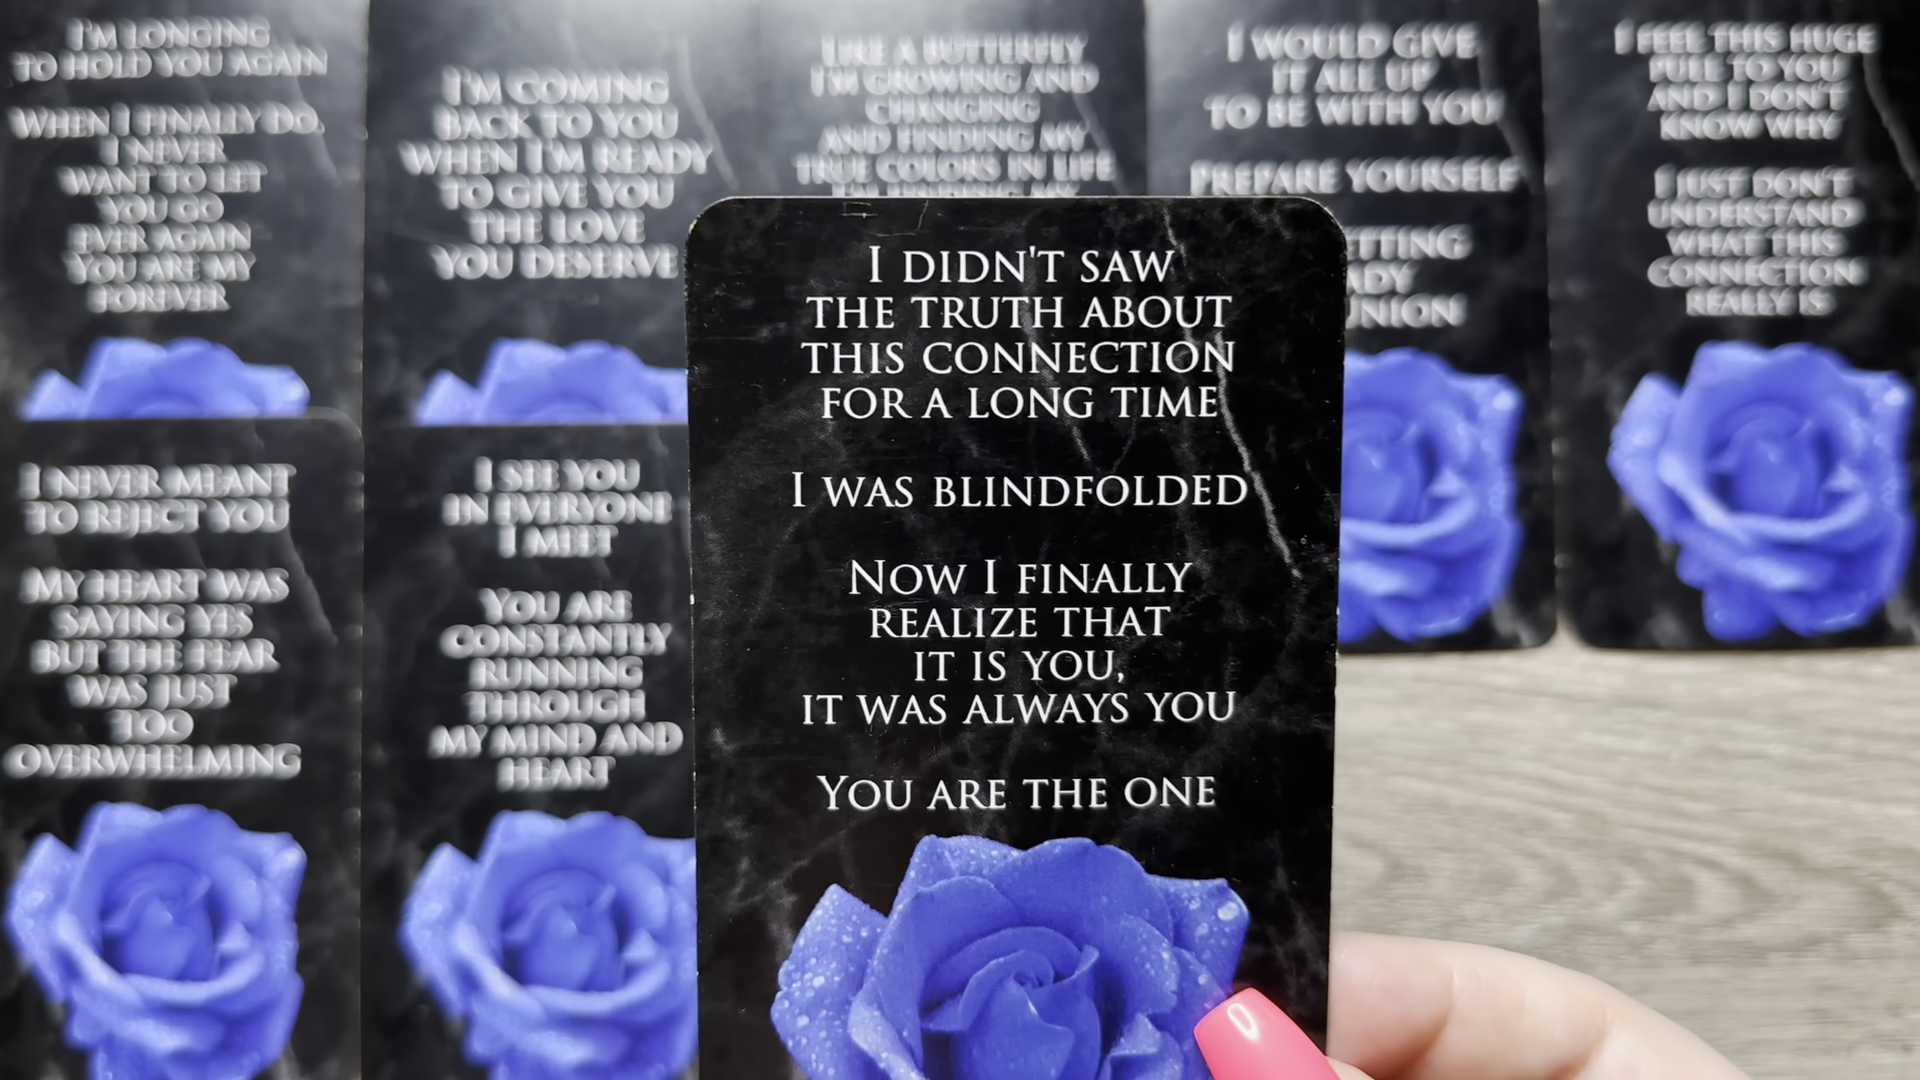 I'M LONGING
TO HOLD YOU AGAIN
WHEN I FINALLY DO,
I NEVER
WANT TO LET
YOU GO
EVER AGAIN
YOU ARE MY
FOREVER
I'M COMING
BACK TO YOU
WHEN I'M READY
TO GIVE YOU
THE LOVE
YOU DESERVE
LIKE A BUTTERFLY
I'M GROWING AND
CHANGING
AND FINDING MY
TRUE COLORS IN LIFE
I'M FINDING MY
I WOULD GIVE
IT ALL UP
TO BE WITH YOU
PREPARE YOURSELF
I FEEL THIS HUGE
PULL TO YOU
AND I DON'T
KNOW WHY
I JUST DON'T
UNDERSTAND
WHAT THIS
CONNECTION
REALLY IS
I NEVER MEANT
TO REJECT YOU
MY HEART WAS
SAYING YES
BUT THE FEAR
WAS JUST
TOO
OVERWHELMING
I SEE YOU
IN EVERYONE
I MEET
YOU ARE
CONSTANTLY
RUNNING
THROUGH
MY MIND AND
HEART
I DIDN'T SAW
THE TRUTH ABOUT
THIS CONNECTION
FOR A LONG TIME
I WAS BLINDFOLDED
NOW I FINALLY
REALIZE THAT
IT IS YOU,
IT WAS ALWAYS YOU
YOU ARE THE ONE